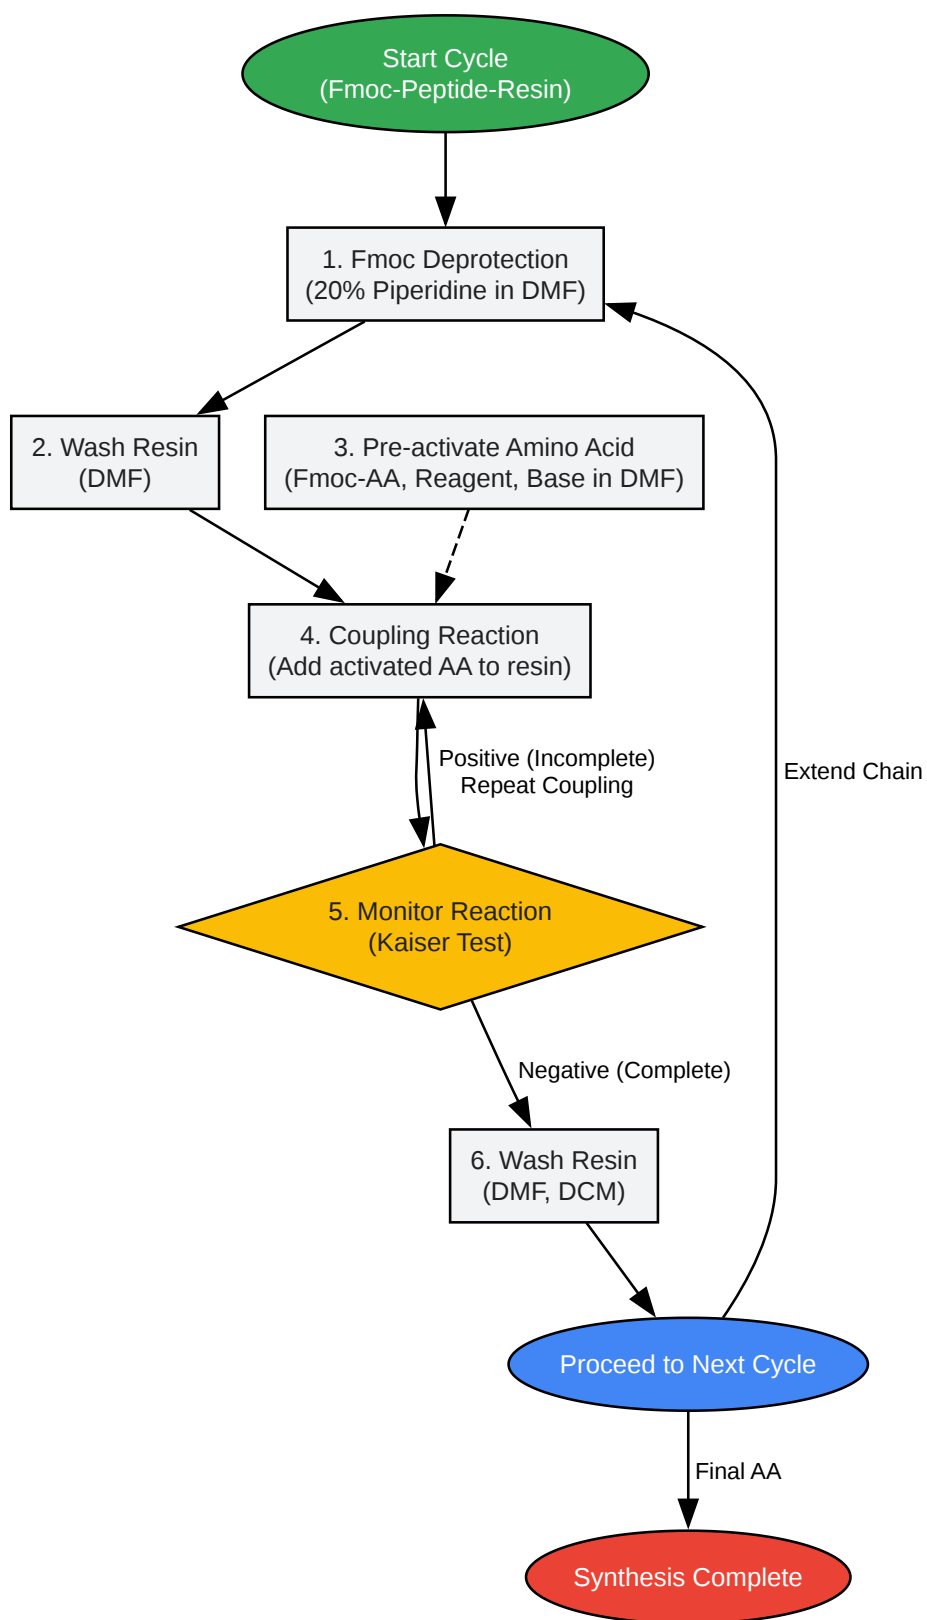 Start Cycle
(Fmoc-Peptide-Resin)
1. Fmoc Deprotection
(20% Piperidine in DMF)
2. Wash Resin
(DMF)
3. Pre-activate Amino Acid
(Fmoc-AA, Reagent, Base in DMF)
4. Coupling Reaction
(Add activated AA to resin)
Positive (Incomplete)
Repeat Coupling
Extend Chain
5. Monitor Reaction
(Kaiser Test)
Negative (Complete)
6. Wash Resin
(DMF, DCM)
Proceed to Next Cycle
Final AA
Synthesis Complete